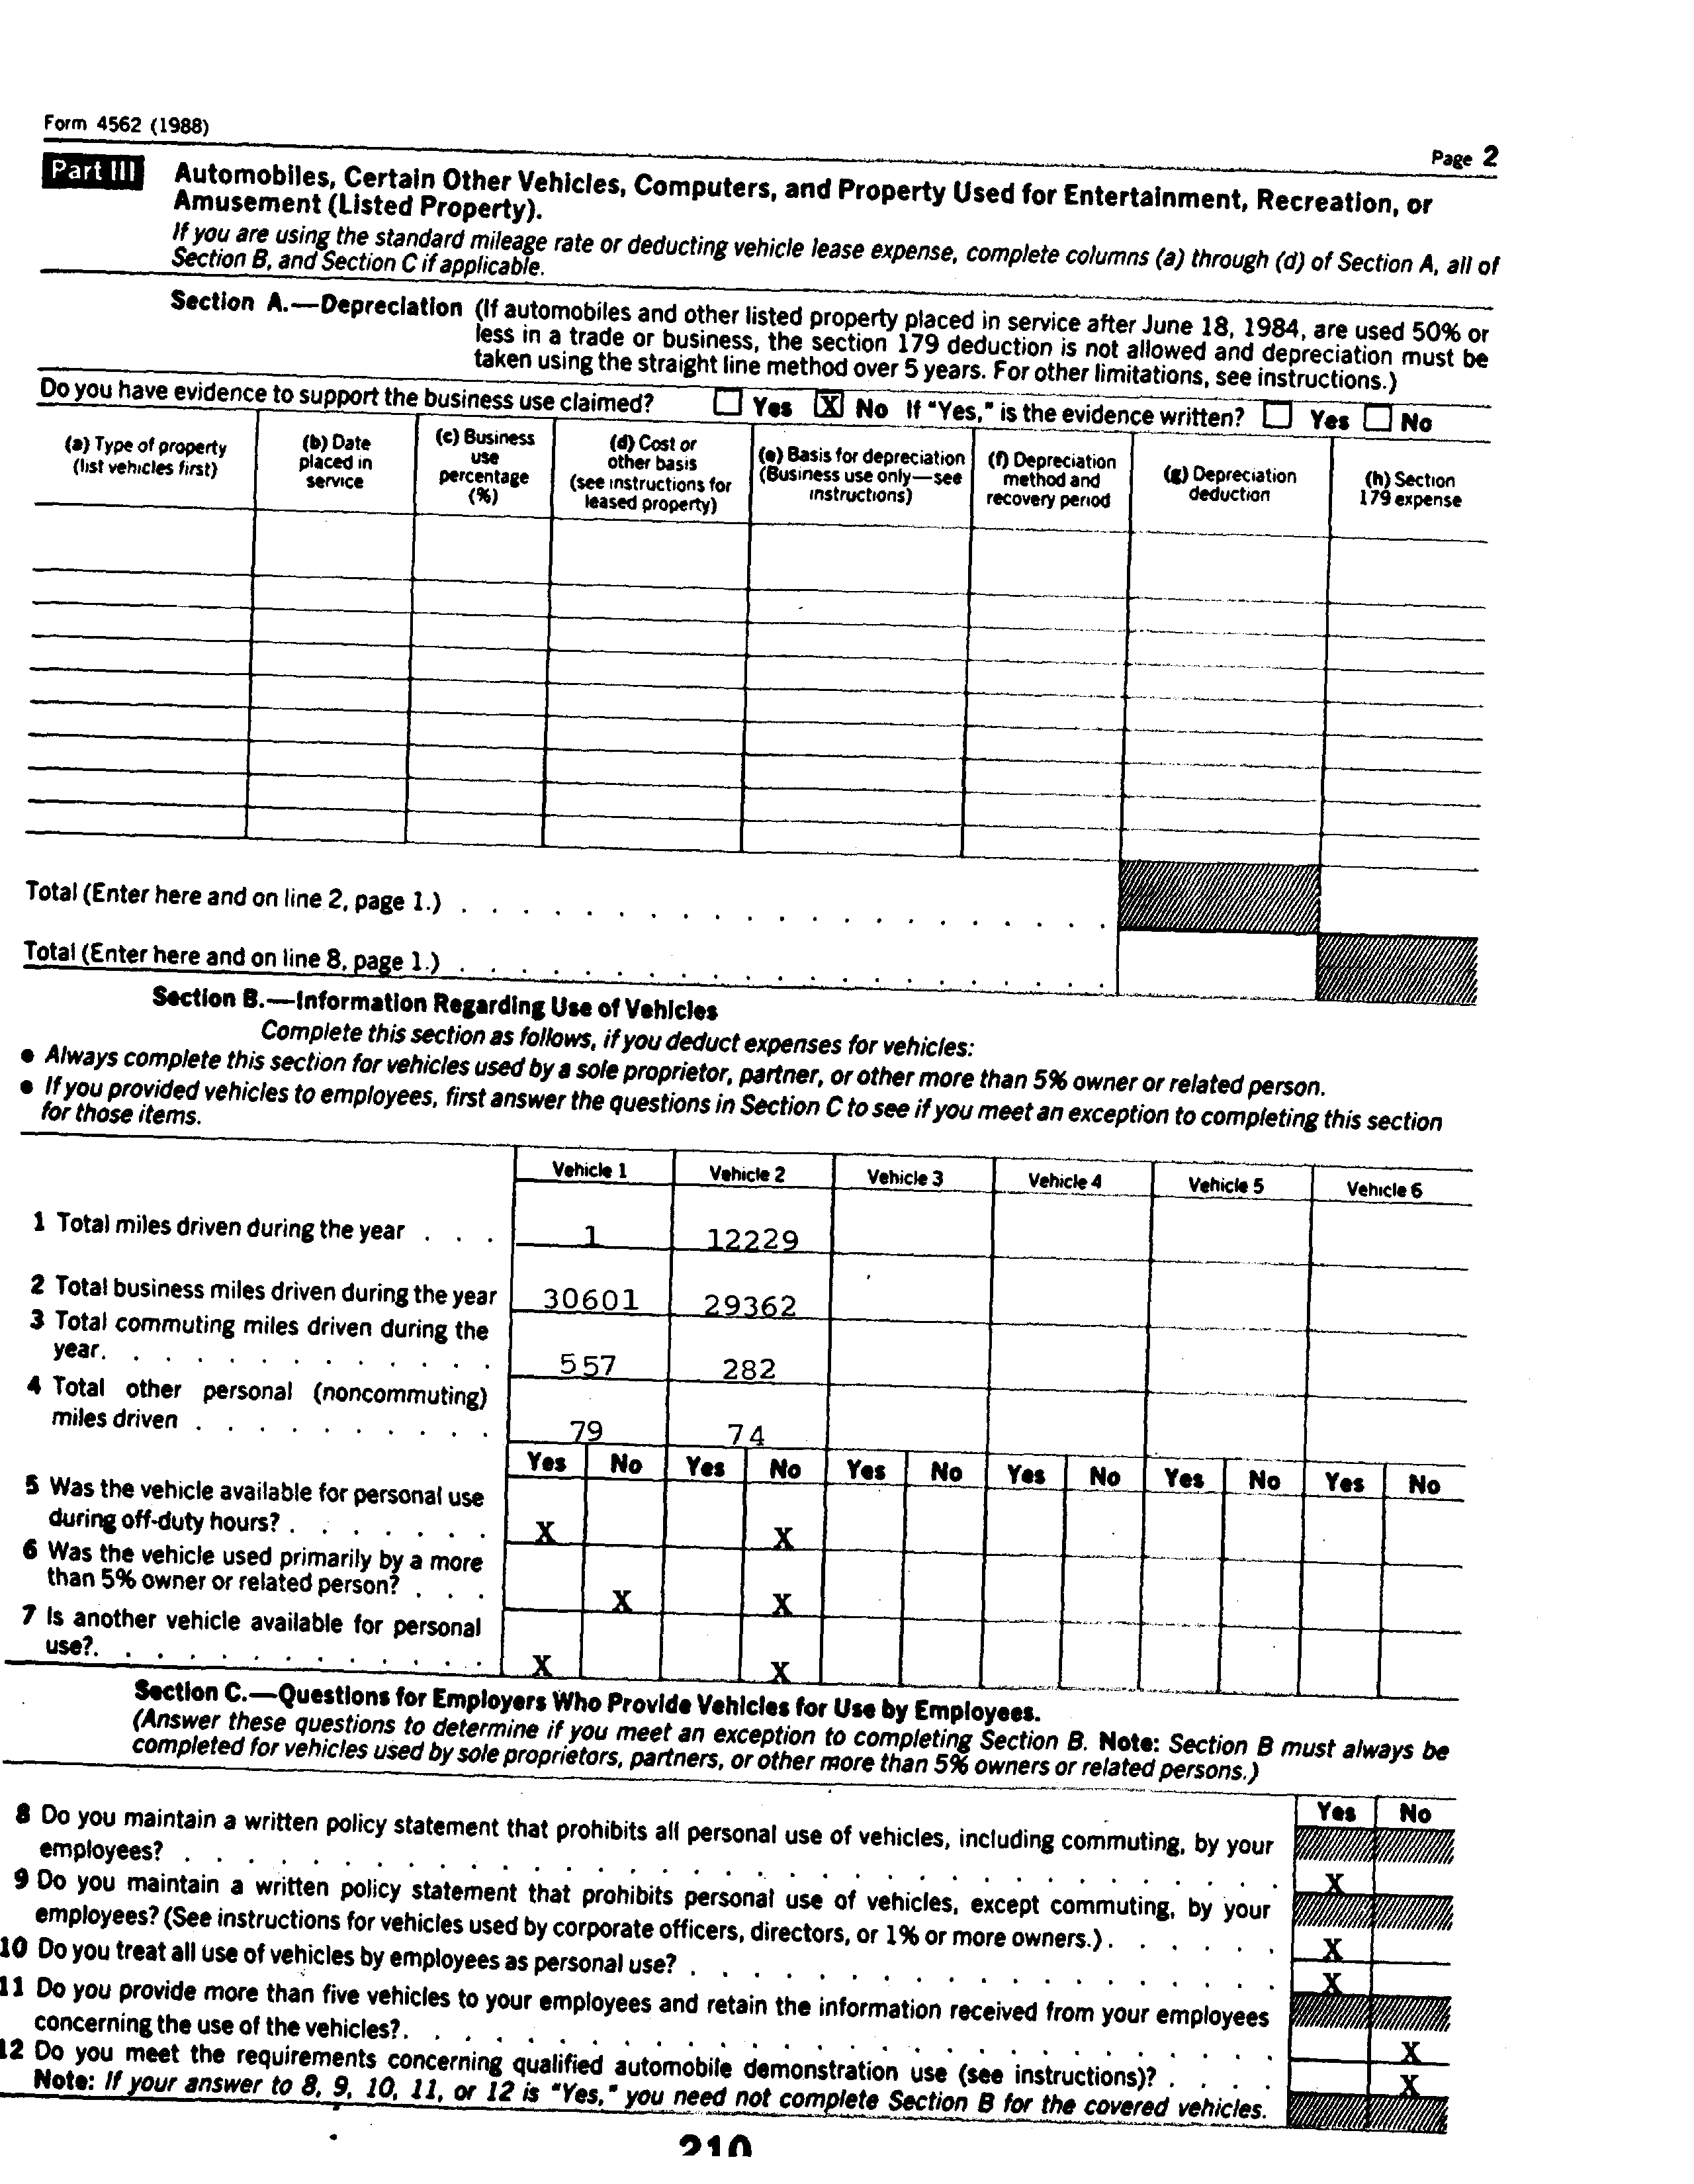 Form 4562 (1988)
Page 2
Part III Automobiles, Certain Other Vehicles, Computers, and Property Used for Entertainment, Recreation, or
Amusement (Listed Property).
If you are using the standard mileage rate or deducting vehicle lease expense, complete columns (a) through (d) of Section A, all of
Section B, and Section C if applicable.
Section A.—Depreciation (If automobiles and other listed property placed in service after June 18, 1984, are used 50% or
less in a trade or business, the section 179 deduction is not allowed and depreciation must be
taken using the straight line method over 5 years. For other limitations, see instructions.)
Do you have evidence to support the business use claimed? Yes X No If "Yes," is the evidence written? Yes No
(a) Type of property
(list vehicles first)
(b) Date
placed in
service
(c) Business
use
percentage
(%)
(d) Cost or
other basis
(see instructions for
leased property)
(e) Basis for depreciation
(Business use only—see
instructions)
(f) Depreciation
method and
recovery period
(g) Depreciation
deduction
(h) Section
179 expense
Total (Enter here and on line 2, page 1.) . . . . . . . . . . . . . . . . . . . . .
Total (Enter here and on line 8, page 1.) . . . . . . . . . . . . . . . . . . . . .
Section B.—Information Regarding Use of Vehicles
Complete this section as follows, if you deduct expenses for vehicles:
● Always complete this section for vehicles used by a sole proprietor, partner, or other more than 5% owner or related person.
● If you provided vehicles to employees, first answer the questions in Section C to see if you meet an exception to completing this section
for those items.
Vehicle 1 Vehicle 2 Vehicle 3 Vehicle 4 Vehicle 5 Vehicle 6
1 Total miles driven during the year . . . 1 12229
2 Total business miles driven during the year 30601 29362
3 Total commuting miles driven during the
year. . . . . . . . . . . . . 557 282
4 Total other personal (noncommuting)
miles driven . . . . . . . . . . 79 74
Yes No Yes No Yes No Yes No Yes No Yes No
5 Was the vehicle available for personal use
during off-duty hours? . . . . . . . X X
6 Was the vehicle used primarily by a more
than 5% owner or related person? . . . X X
7 Is another vehicle available for personal
use?. . . . . . . . . . . . . X X
Section C.—Questions for Employers Who Provide Vehicles for Use by Employees.
(Answer these questions to determine if you meet an exception to completing Section B. Note: Section B must always be
completed for vehicles used by sole proprietors, partners, or other more than 5% owners or related persons.)
Yes No
8 Do you maintain a written policy statement that prohibits all personal use of vehicles, including commuting, by your
employees? . . . . . . . . . . . . . . . . . . . . . . . . . . . . . . . . . . X
9 Do you maintain a written policy statement that prohibits personal use of vehicles, except commuting, by your
employees? (See instructions for vehicles used by corporate officers, directors, or 1% or more owners.) . . . . . . X
10 Do you treat all use of vehicles by employees as personal use? . . . . . . . . . . . . . . . . . . . X
11 Do you provide more than five vehicles to your employees and retain the information received from your employees
concerning the use of the vehicles?. . . . . . . . . . . . . . . . . . . . . . . . . . . . X
12 Do you meet the requirements concerning qualified automobile demonstration use (see instructions)? . . . . X
Note: If your answer to 8, 9, 10, 11, or 12 is "Yes," you need not complete Section B for the covered vehicles.
210